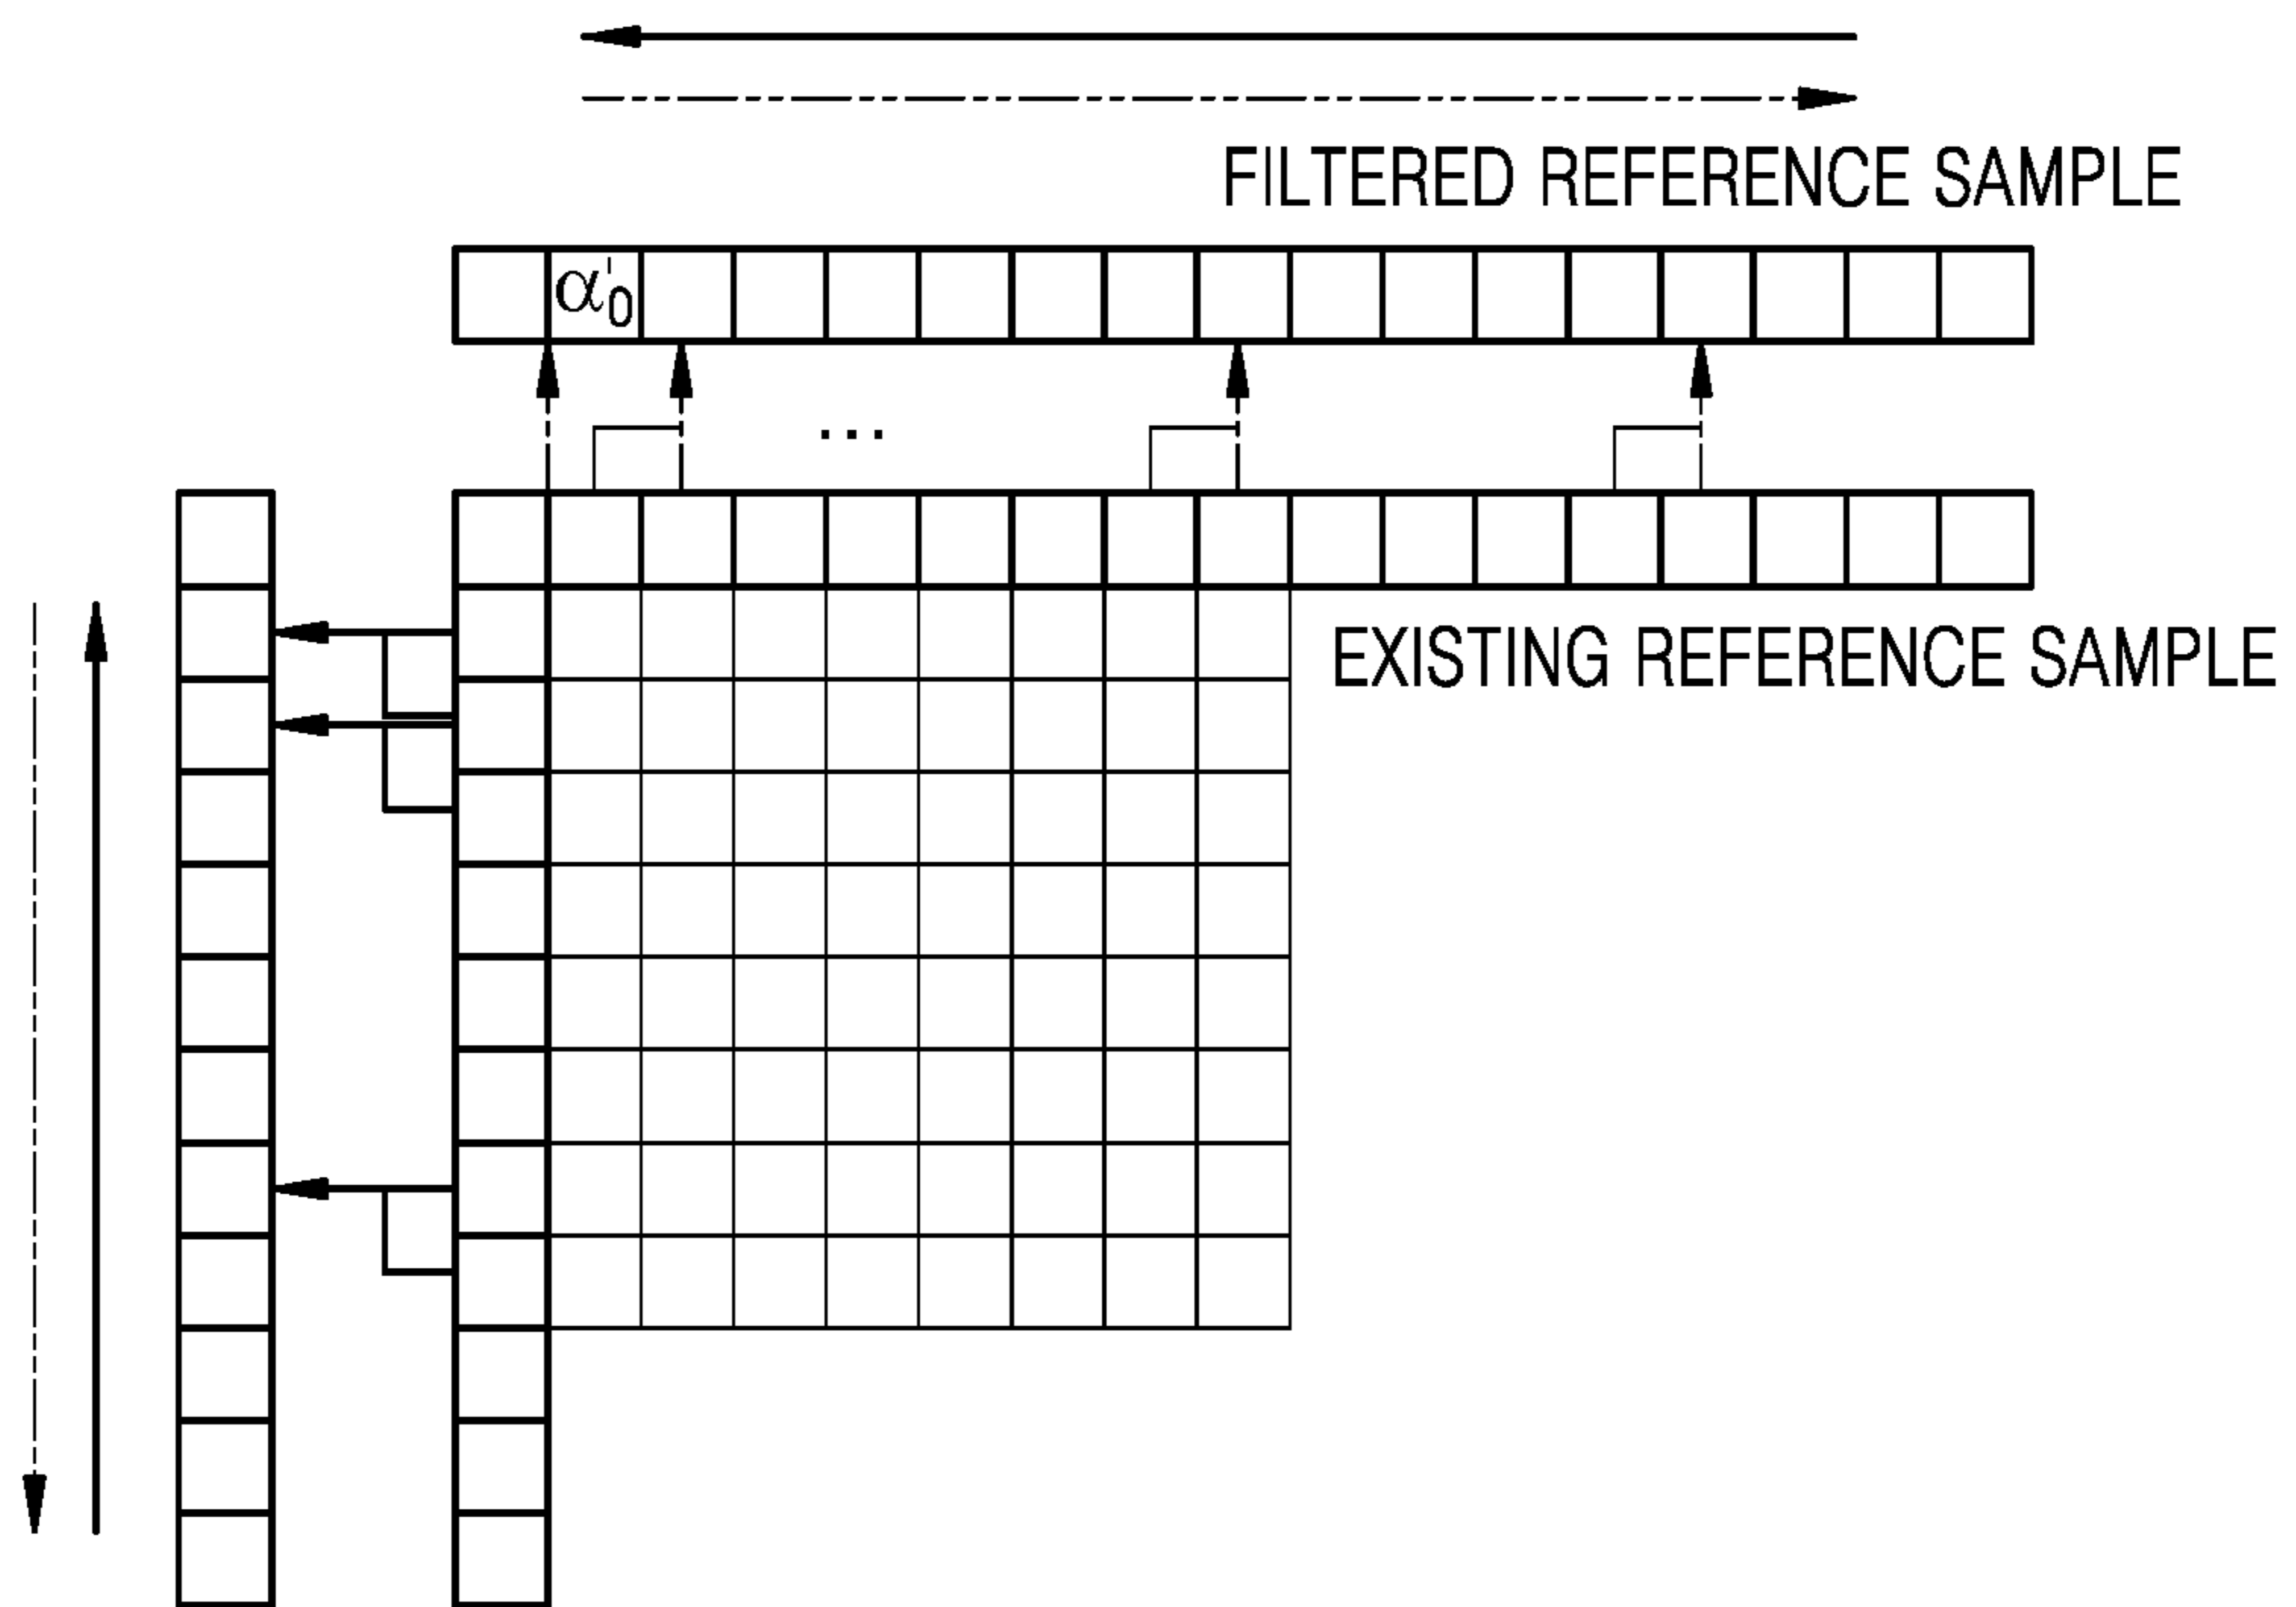 FILTERED REFERENCE SAMPLE
α'0
...
EXISTING REFERENCE SAMPLE